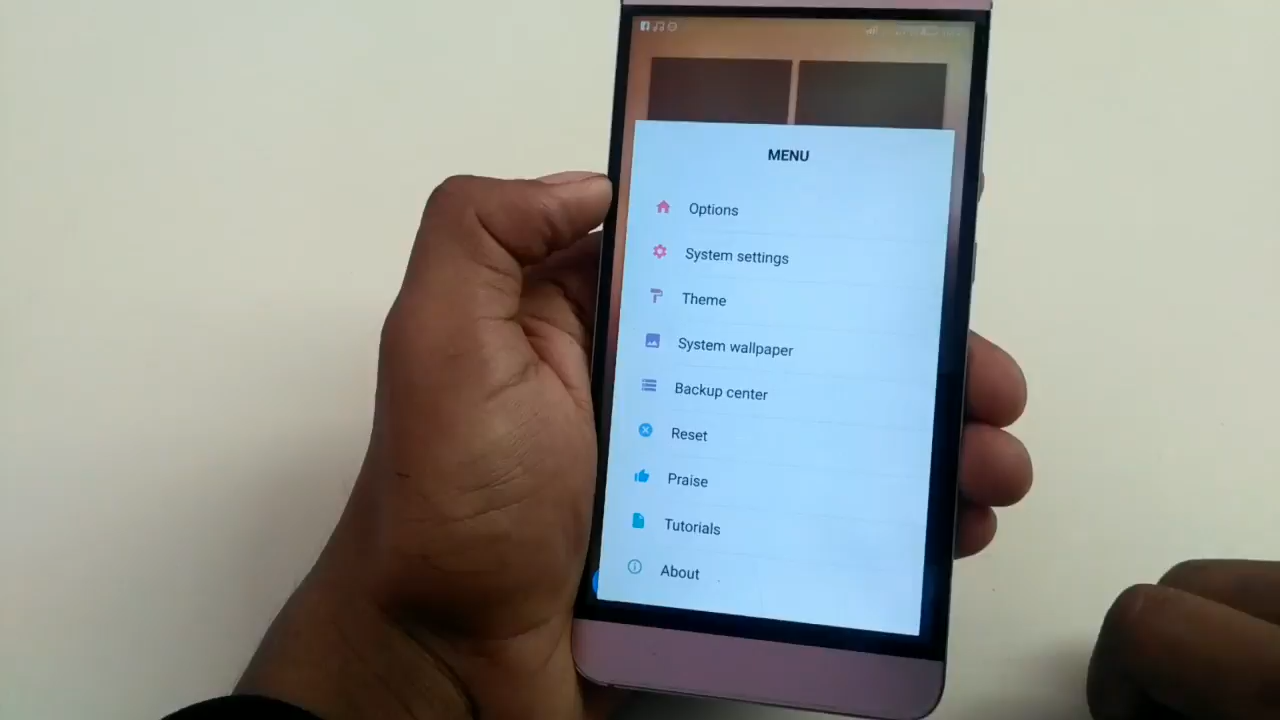 MENU
Options
System settings
Theme
System wallpaper
Backup center
Reset
Praise
Tutorials
About